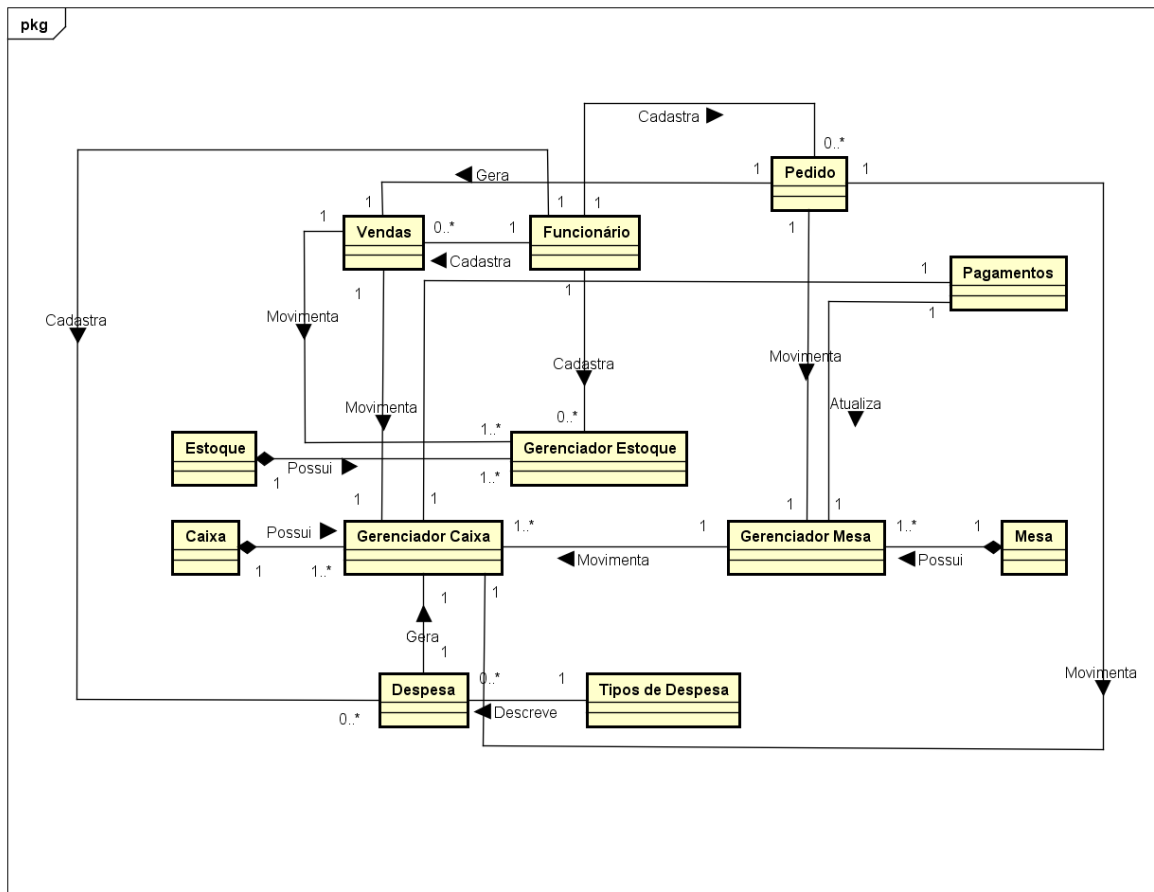 pkg
Cadastra
0..*
1
Pedido
1
Gera
1
1
1
1
1
Vendas
0..*
1
Funcionário
Cadastra
1
1
1
Pagamentos
1
Movimenta
Cadastra
Cadastra
Movimenta
Movimenta
Atualiza
0..*
1..*
Estoque
Gerenciador Estoque
Possui
1
1..*
1
1
1
1
Caixa
Possui
Gerenciador Caixa
1..*
1
Gerenciador Mesa
1..*
1
Mesa
1
1..*
Movimenta
Possui
1
1
Gera
1
Despesa
0..*
1
Tipos de Despesa
Movimenta
0..*
Descreve